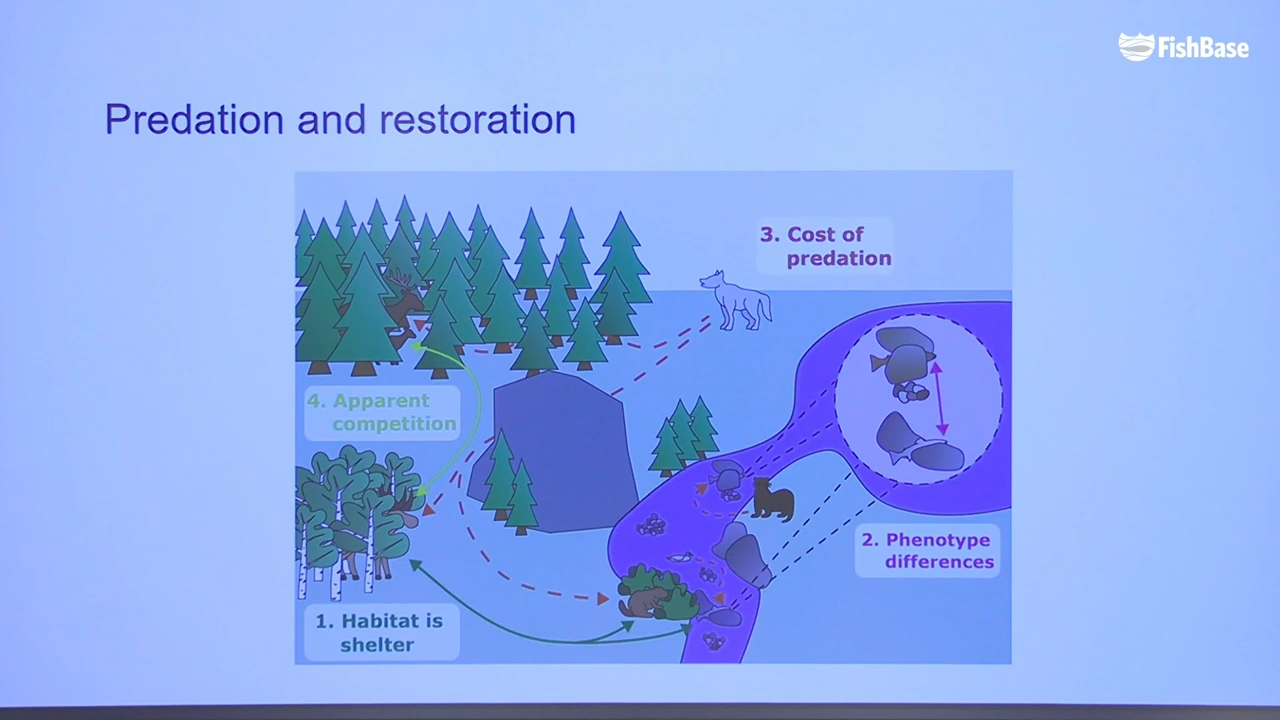 FishBase
Predation and restoration
3. Cost of
predation
4. Apparent
competition
2. Phenotype
differences
1. Habitat is
shelter